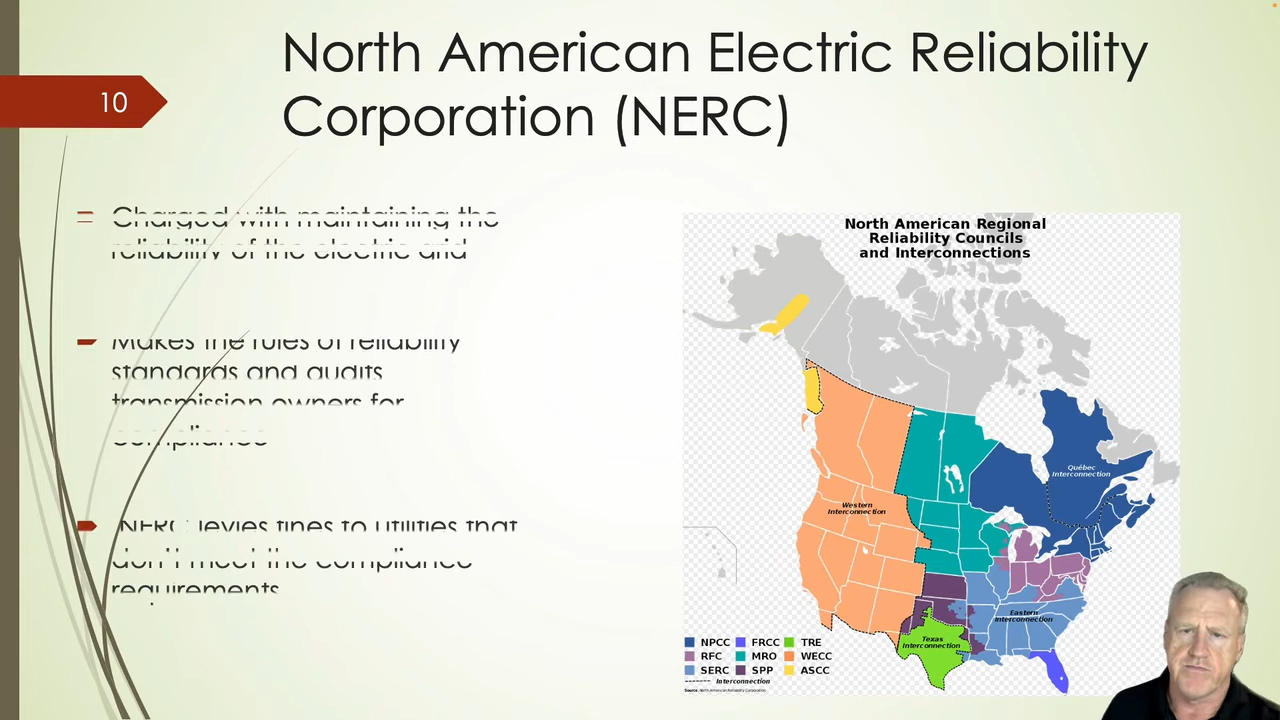 North American Electric Reliability
Corporation (NERC)
10
Charged with maintaining the
reliability of the electric grid
Makes the rules of reliability
standards and audits
transmission owners for
compliance
NERC levies fines to utilities that
don't meet the compliance
requirements
North American Regional
Reliability Councils
and Interconnections
Québec
Interconnection
Western
Interconnection
Eastern
Interconnection
Texas
Interconnection
NPCC FRCC TRE
RFC MRO WECC
SERC SPP ASCC
Interconnection
Source: North American Reliability Corporation